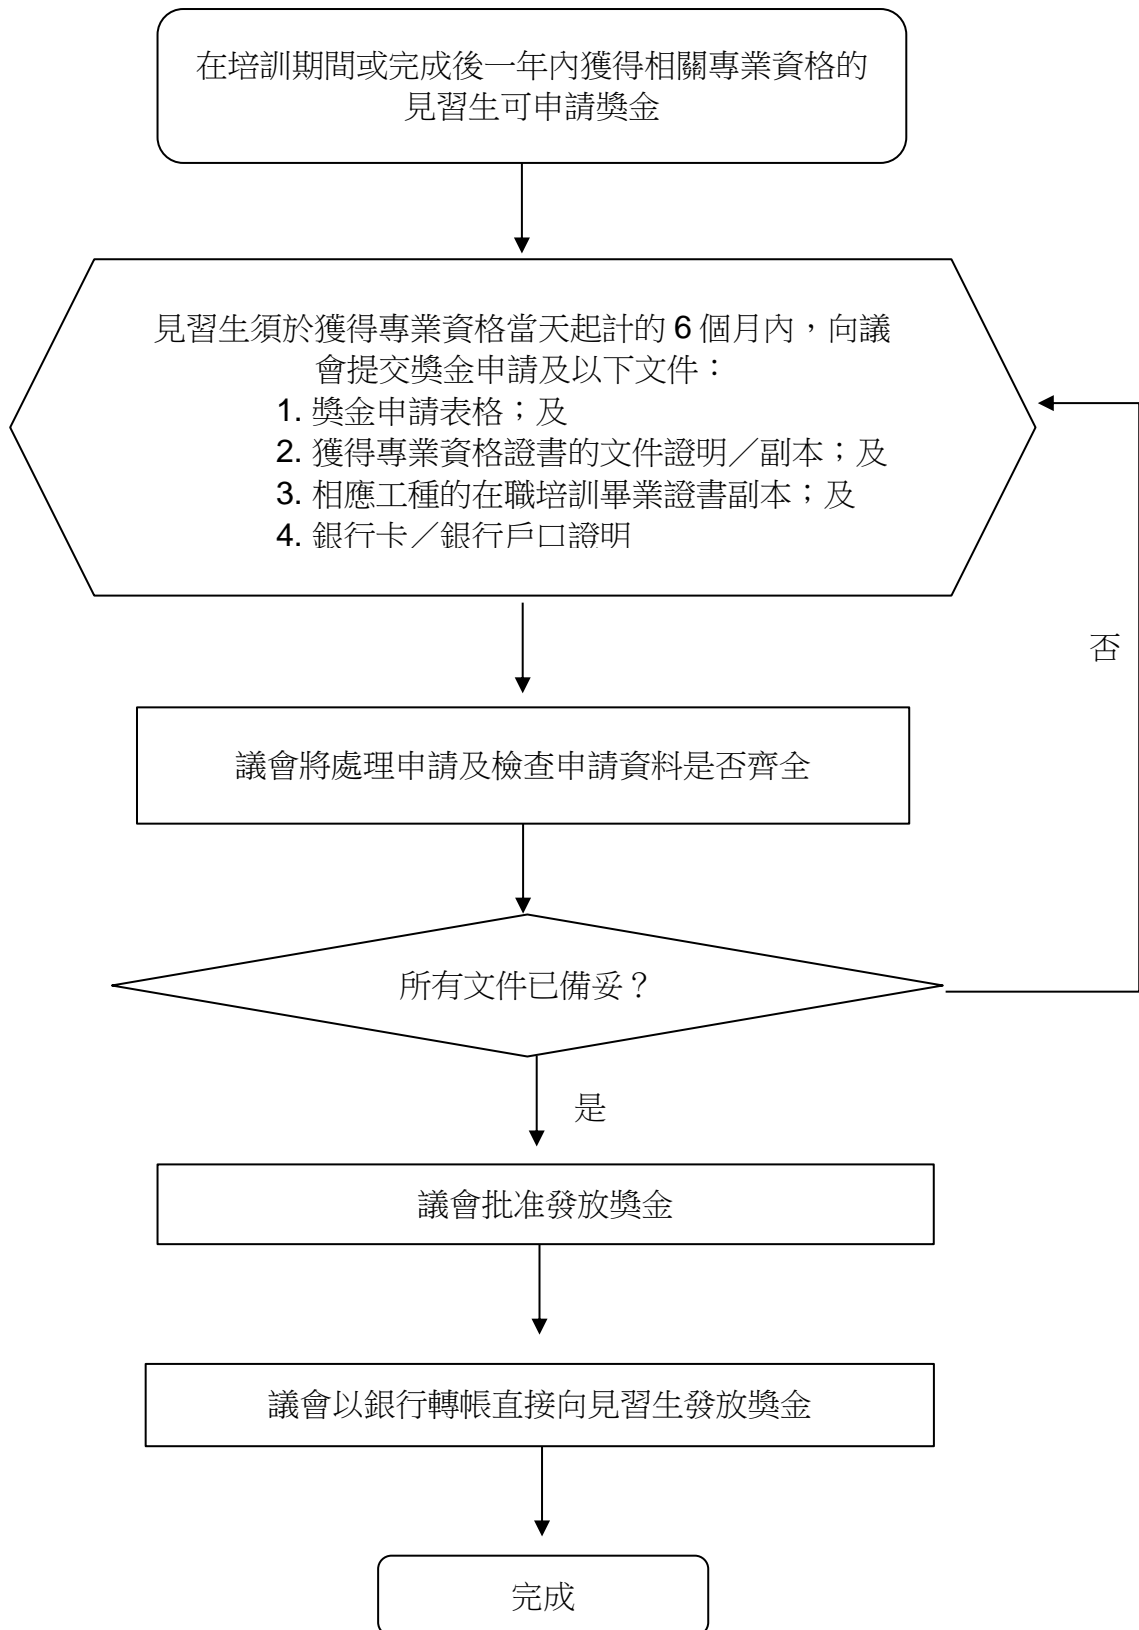 在培訓期間或完成後一年內獲得相關專業資格的
見習生可申請獎金
見習生須於獲得專業資格當天起計的 6 個月內，向議
會提交獎金申請及以下文件：
1. 獎金申請表格；及
2. 獲得專業資格證書的文件證明／副本；及
3. 相應工種的在職培訓畢業證書副本；及
4. 銀行卡／銀行戶口證明
否
議會將處理申請及檢查申請資料是否齊全
所有文件已備妥？
是
議會批准發放獎金
議會以銀行轉帳直接向見習生發放獎金
完成